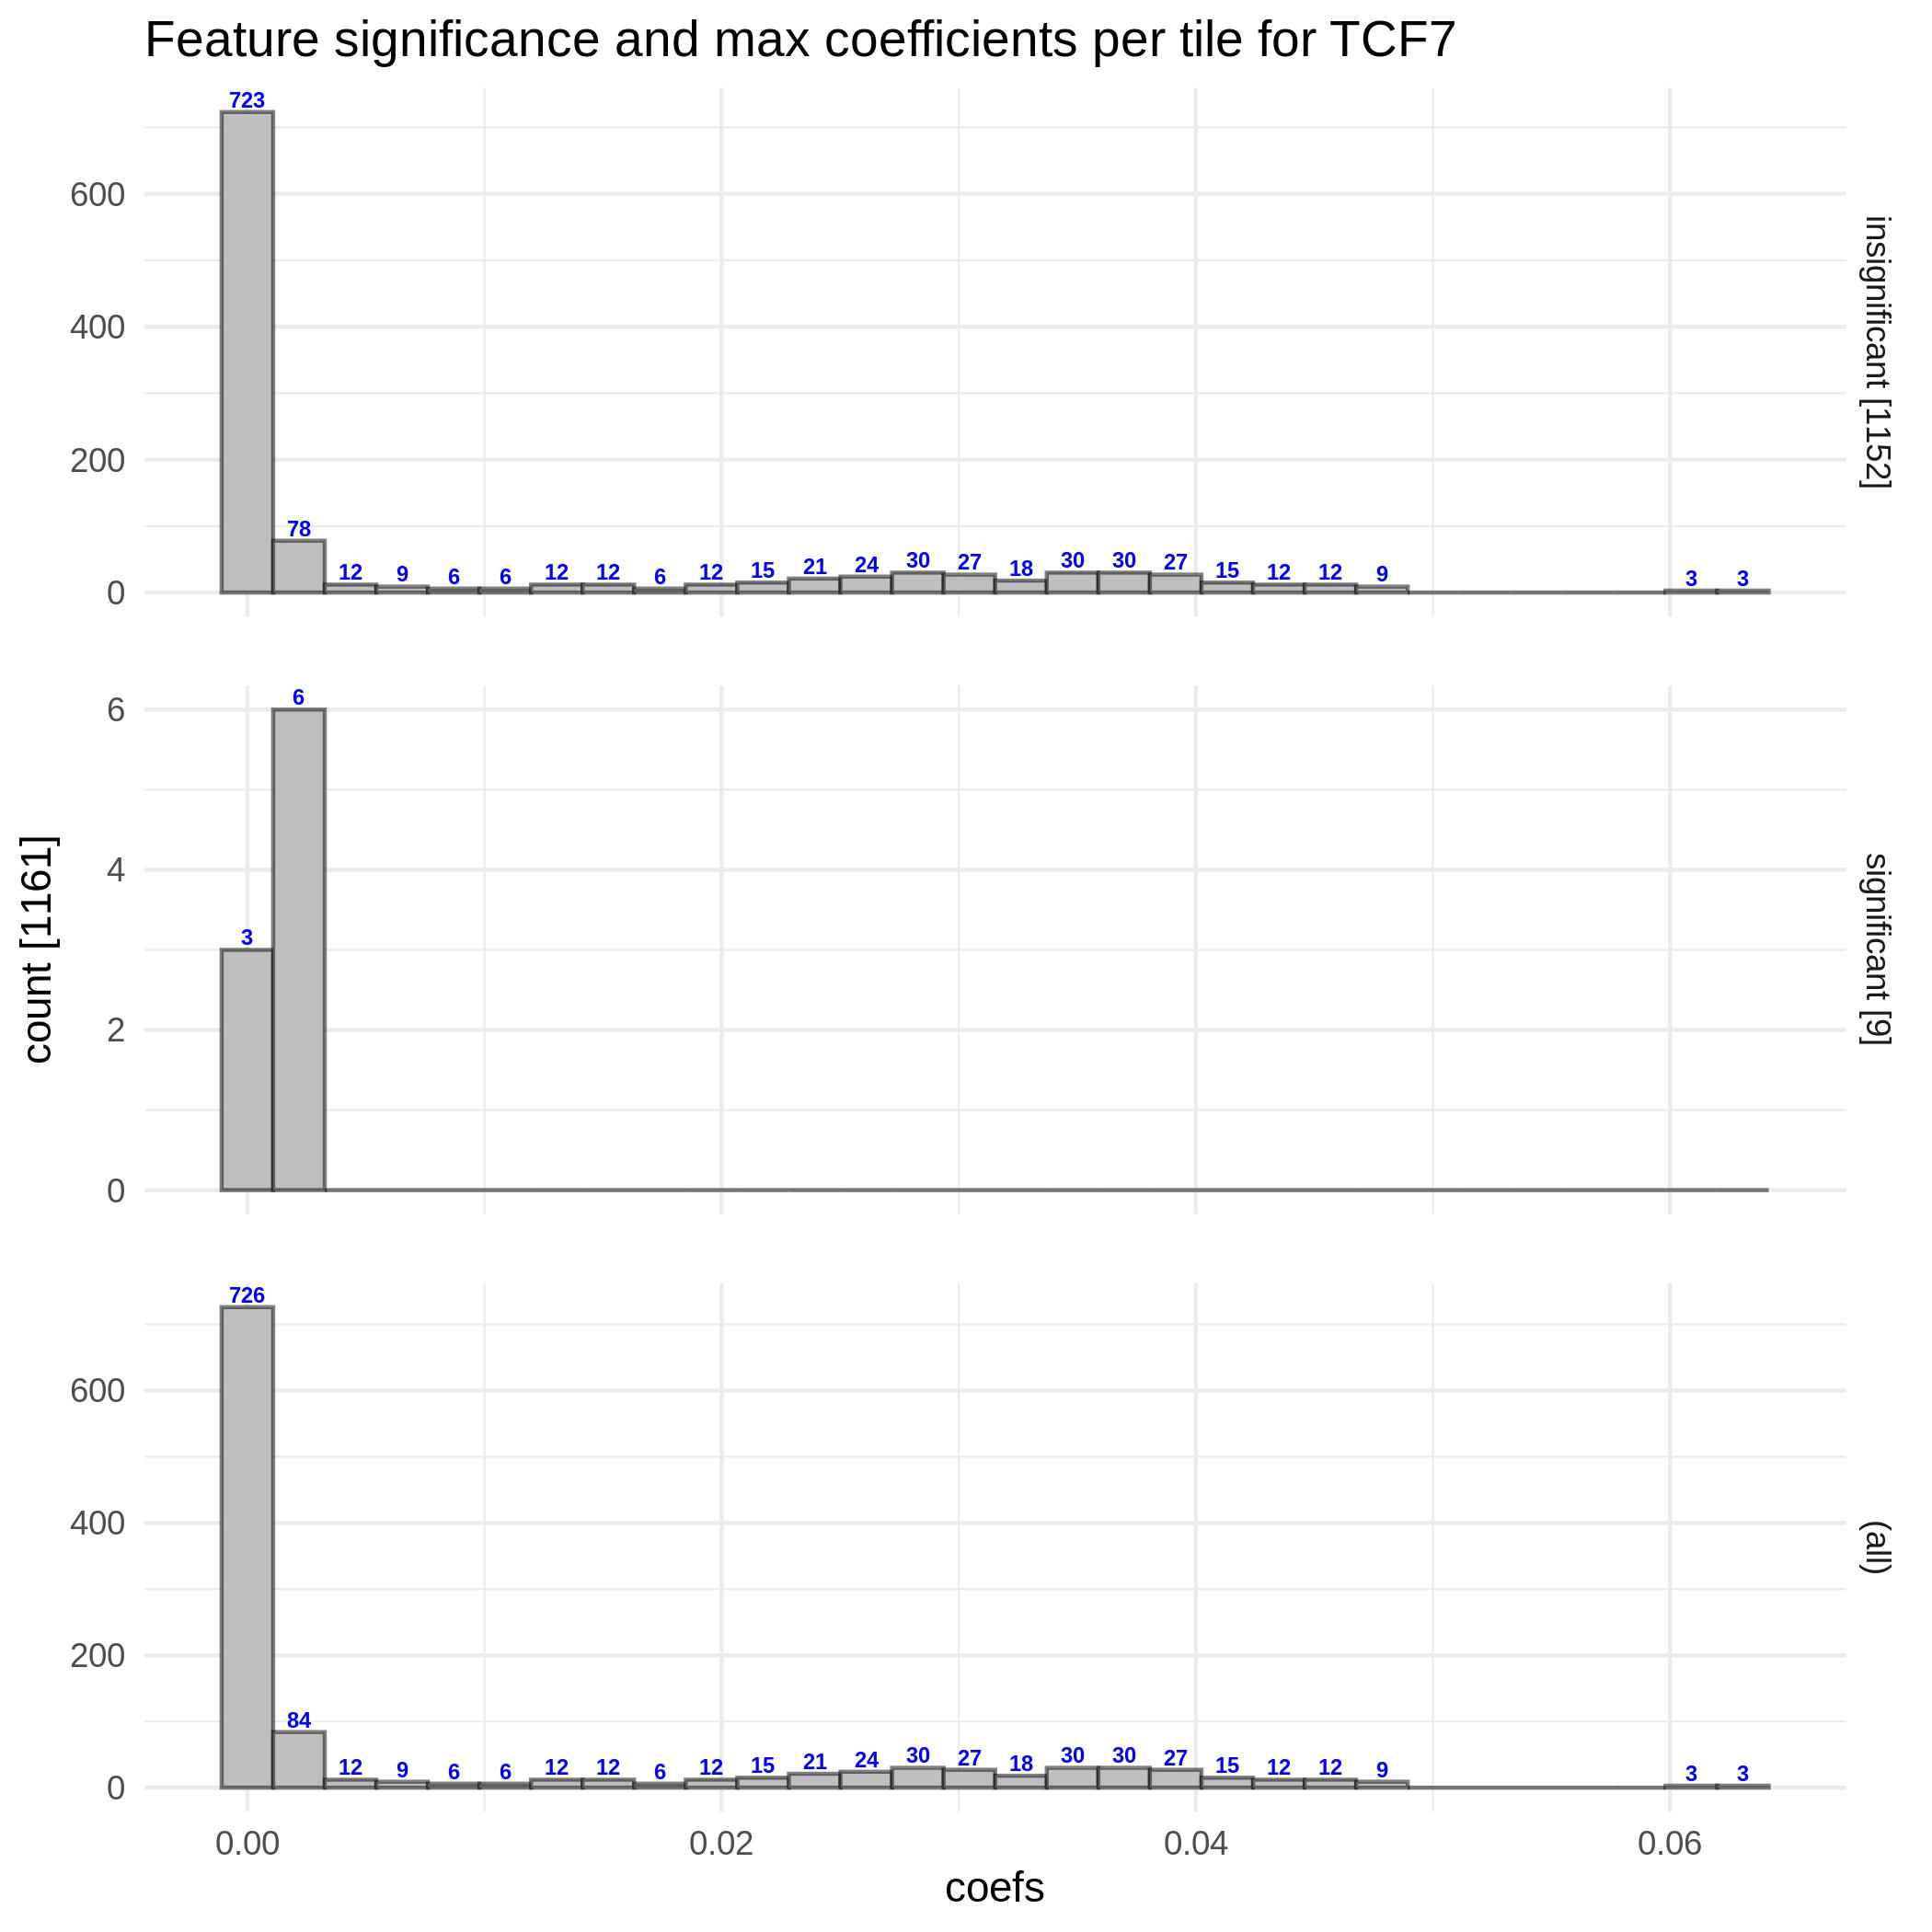 Feature significance and max coefficients per tile for TCF7
723
600
400
200
0
78
12 9 6 6 12 12 6 12 15 21 24 30 27 18 30 30 27 15 12 12 9 3 3
insignificant [1152]
6
6
4
2
0
3
significant [9]
count [1161]
726
600
400
200
0
84
12 9 6 6 12 12 6 12 15 21 24 30 27 18 30 30 27 15 12 12 9 3 3
(all)
0.00 0.02 0.04 0.06
coefs